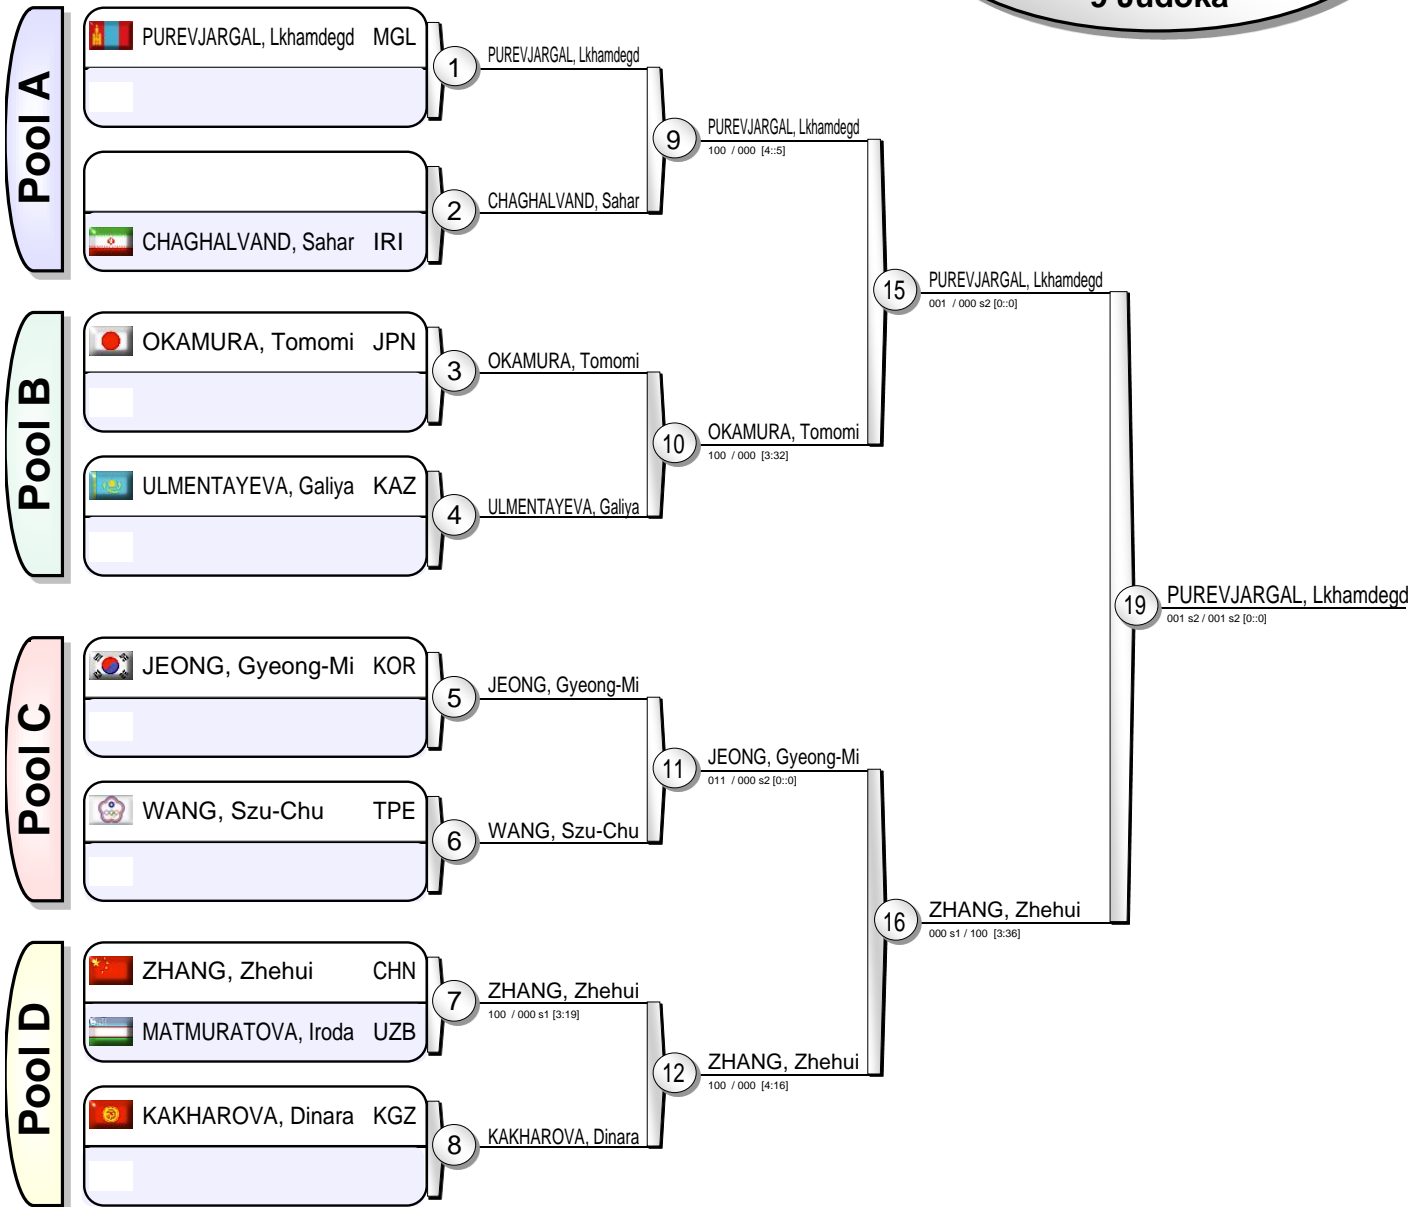 9 Judoka
Pool A
PUREVJARGAL, Lkhamdegd MGL
1
PUREVJARGAL, Lkhamdegd
9
PUREVJARGAL, Lkhamdegd
100 / 000 [4::5]
2
CHAGHALVAND, Sahar
CHAGHALVAND, Sahar IRI
15
PUREVJARGAL, Lkhamdegd
001 / 000 s2 [0::0]
Pool B
OKAMURA, Tomomi JPN
3
OKAMURA, Tomomi
10
OKAMURA, Tomomi
100 / 000 [3:32]
ULMENTAYEVA, Galiya KAZ
4
ULMENTAYEVA, Galiya
19
PUREVJARGAL, Lkhamdegd
001 s2 / 001 s2 [0::0]
Pool C
JEONG, Gyeong-Mi KOR
5
JEONG, Gyeong-Mi
11
JEONG, Gyeong-Mi
011 / 000 s2 [0::0]
WANG, Szu-Chu TPE
6
WANG, Szu-Chu
16
ZHANG, Zhehui
000 s1 / 100 [3:36]
Pool D
ZHANG, Zhehui CHN
7
ZHANG, Zhehui
100 / 000 s1 [3:19]
MATMURATOVA, Iroda UZB
12
ZHANG, Zhehui
100 / 000 [4:16]
KAKHAROVA, Dinara KGZ
8
KAKHAROVA, Dinara